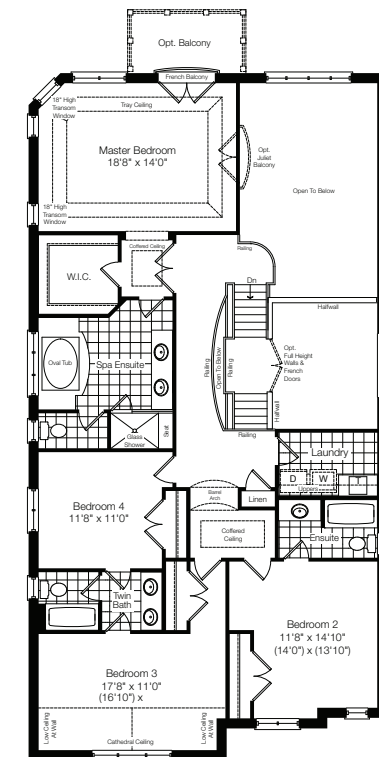 Opt. Balcony
French Balcony
18" High
Transom
Window
Tray Ceiling
Master Bedroom
18'8" x 14'0"
Opt.
Juliet
Balcony
Open To Below
18" High
Transom
Window
Coffered Ceiling
W.I.C.
Railing
Dn
Halfwall
Oval Tub
Spa Ensuite
Railing
Open To Below
Railing
Opt.
Full Height
Walls &
French
Doors
Halfwall
Glass
Shower
Seat
Railing
Laundry
D
W
Uppers
Bedroom 4
11'8" x 11'0"
Barrel
Arch
Linen
Coffered
Ceiling
Ensuite
Twin
Bath
Bedroom 2
11'8" x 14'10"
(14'0") x (13'10")
Bedroom 3
17'8" x 11'0"
(16'10") x
Low Ceiling
At Wall
Low Ceiling
At Wall
Cathedral Ceiling